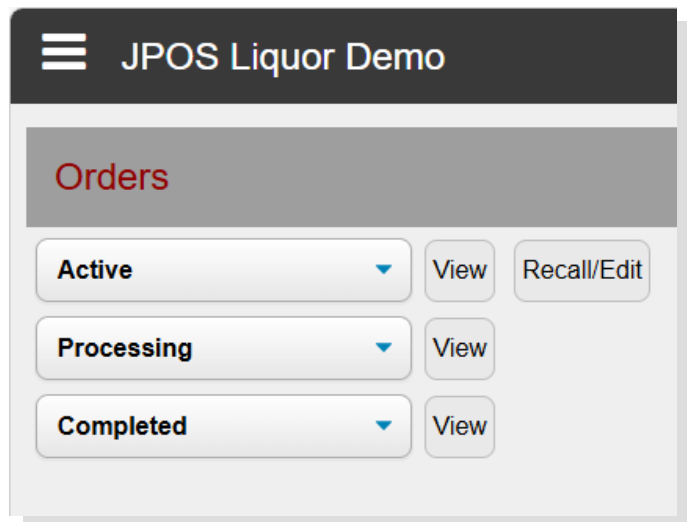 JPOS Liquor Demo
Orders
Active View Recall/Edit
Processing View
Completed View